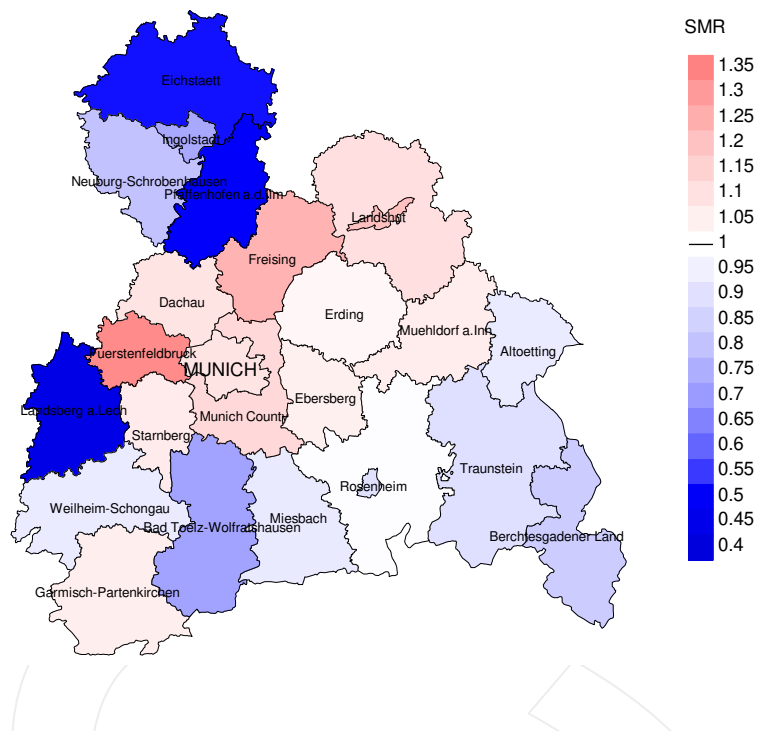 SMR
1.35
1.3
1.25
1.2
1.15
1.1
1.05
1
0.95
0.9
0.85
0.8
0.75
0.7
0.65
0.6
0.55
0.5
0.45
0.4
Eichstaett
Ingolstadt
Neuburg-Schrobenhausen
Pfaffenhofen a.d.Ilm
Landshut
Freising
Dachau
Erding
Muehldorf a.Inn
Fuerstenfeldbruck
Altoetting
MUNICH
Ebersberg
Landsberg a.Lech
Munich County
Starnberg
Traunstein
Rosenheim
Weilheim-Schongau
Miesbach
Bad Toelz-Wolfratshausen
Berchtesgadener Land
Garmisch-Partenkirchen